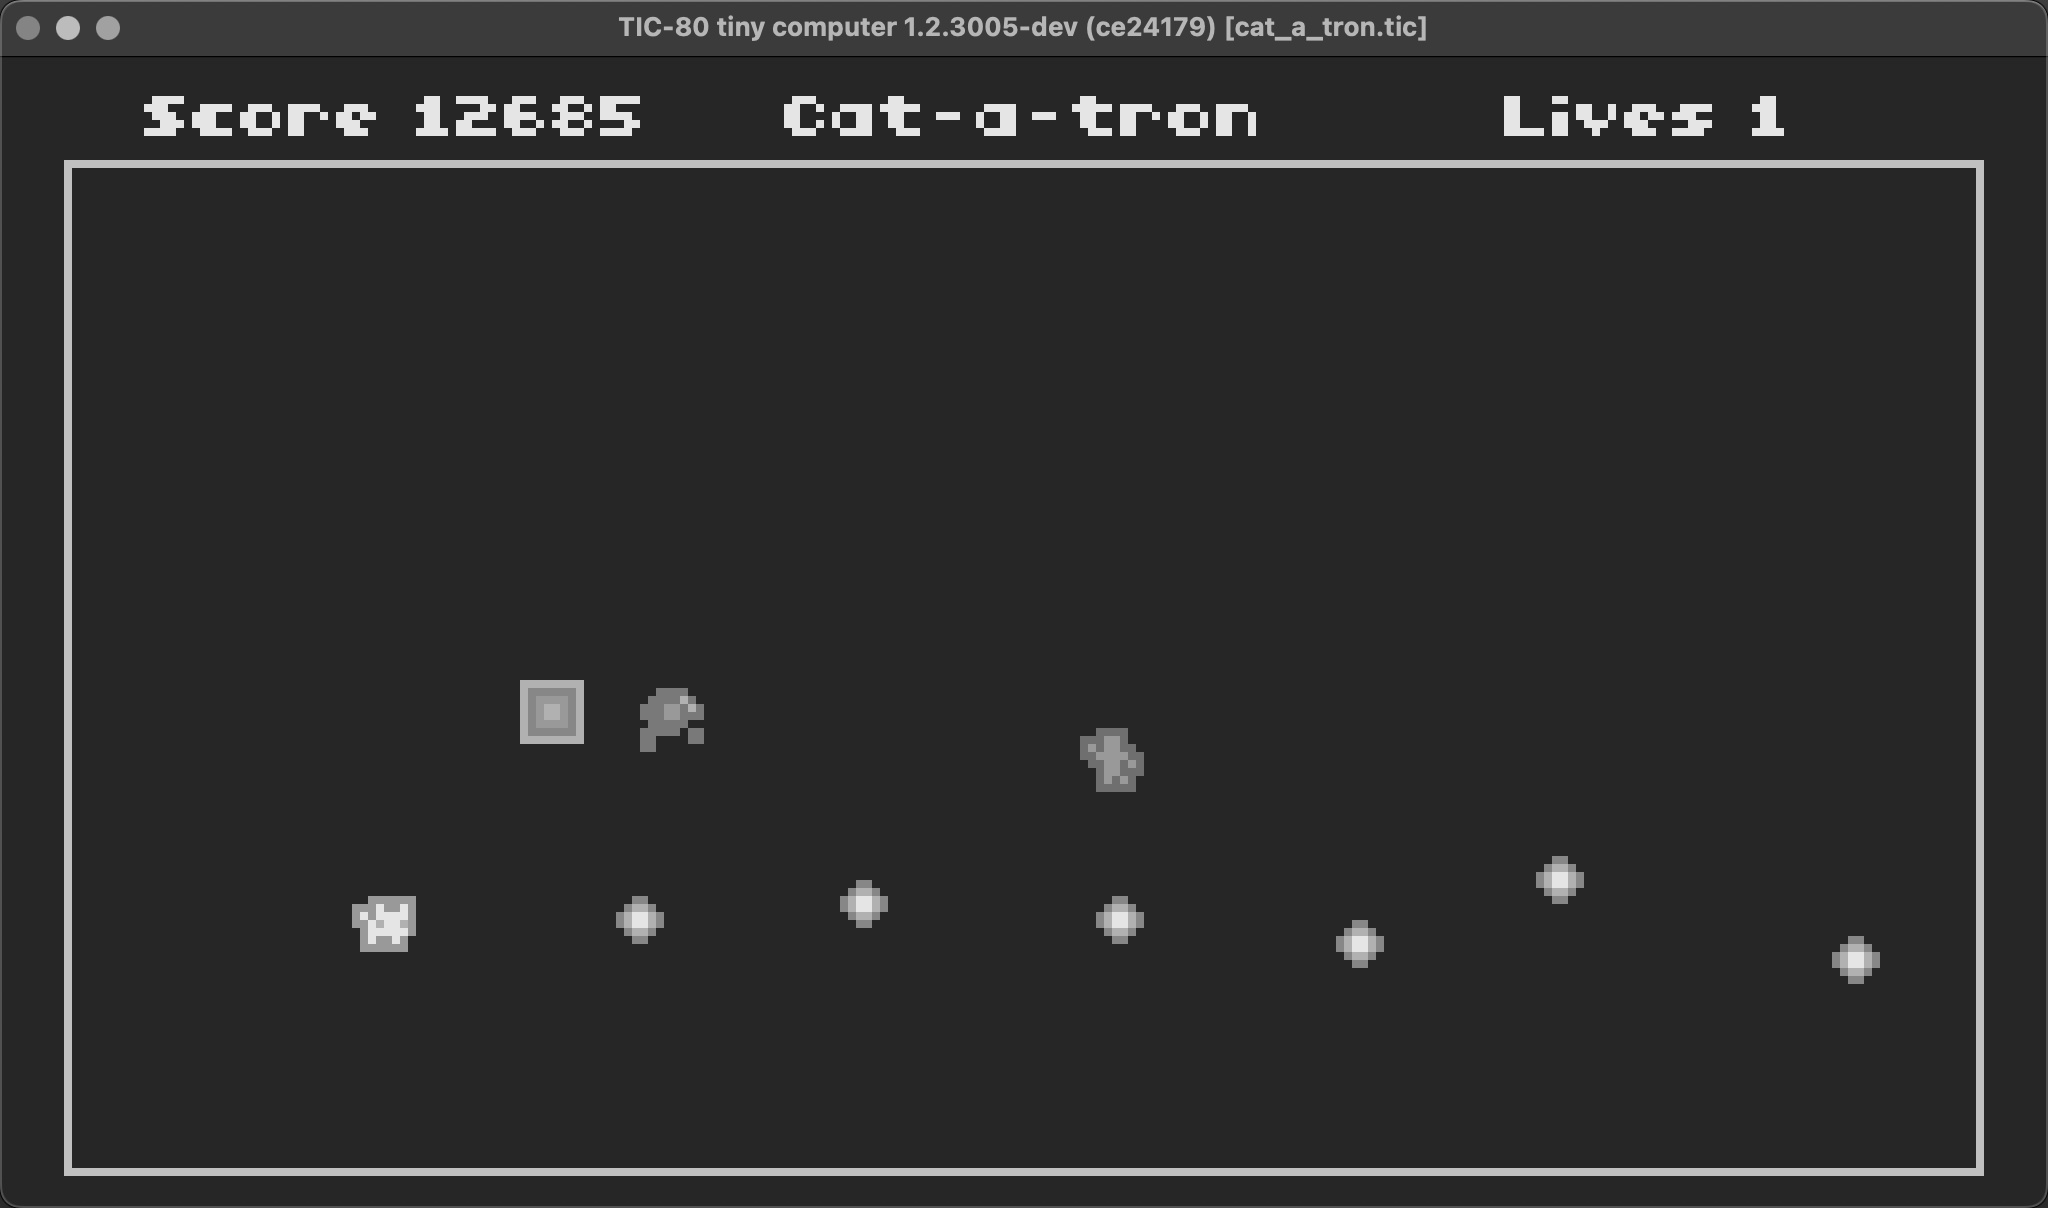 TIC-80 tiny computer 1.2.3005-dev (ce24179) [cat_a_tron.tic]
Score 12685 Cat-a-tron Lives 1